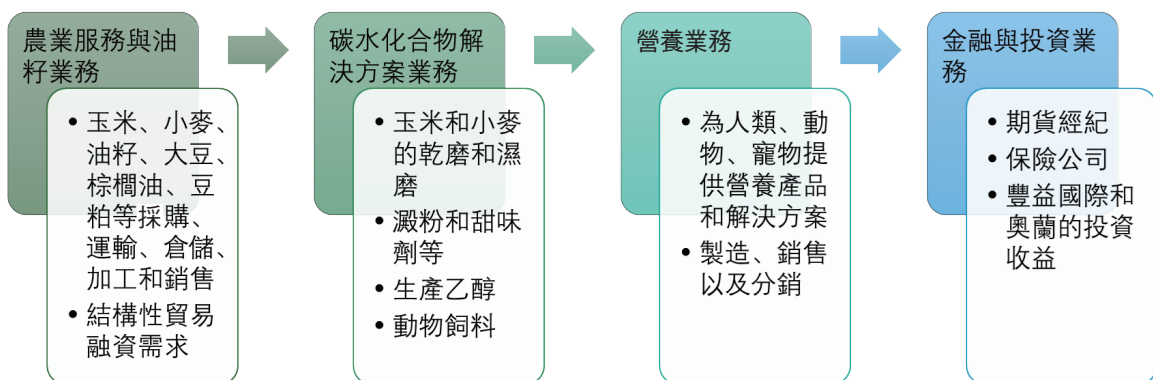 農業服務與油
籽業務
• 玉米、小麥、
油籽、大豆、
棕櫚油、豆
粕等採購、
運輸、倉儲、
加工和銷售
• 結構性貿易
融資需求
碳水化合物解
決方案業務
• 玉米和小麥
的乾磨和濕
磨
• 澱粉和甜味
劑等
• 生產乙醇
• 動物飼料
營養業務
• 為人類、動
物、寵物提
供營養產品
和解決方案
• 製造、銷售
以及分銷
金融與投資業
務
• 期貨經紀
• 保險公司
• 豐益國際和
奧蘭的投資
收益